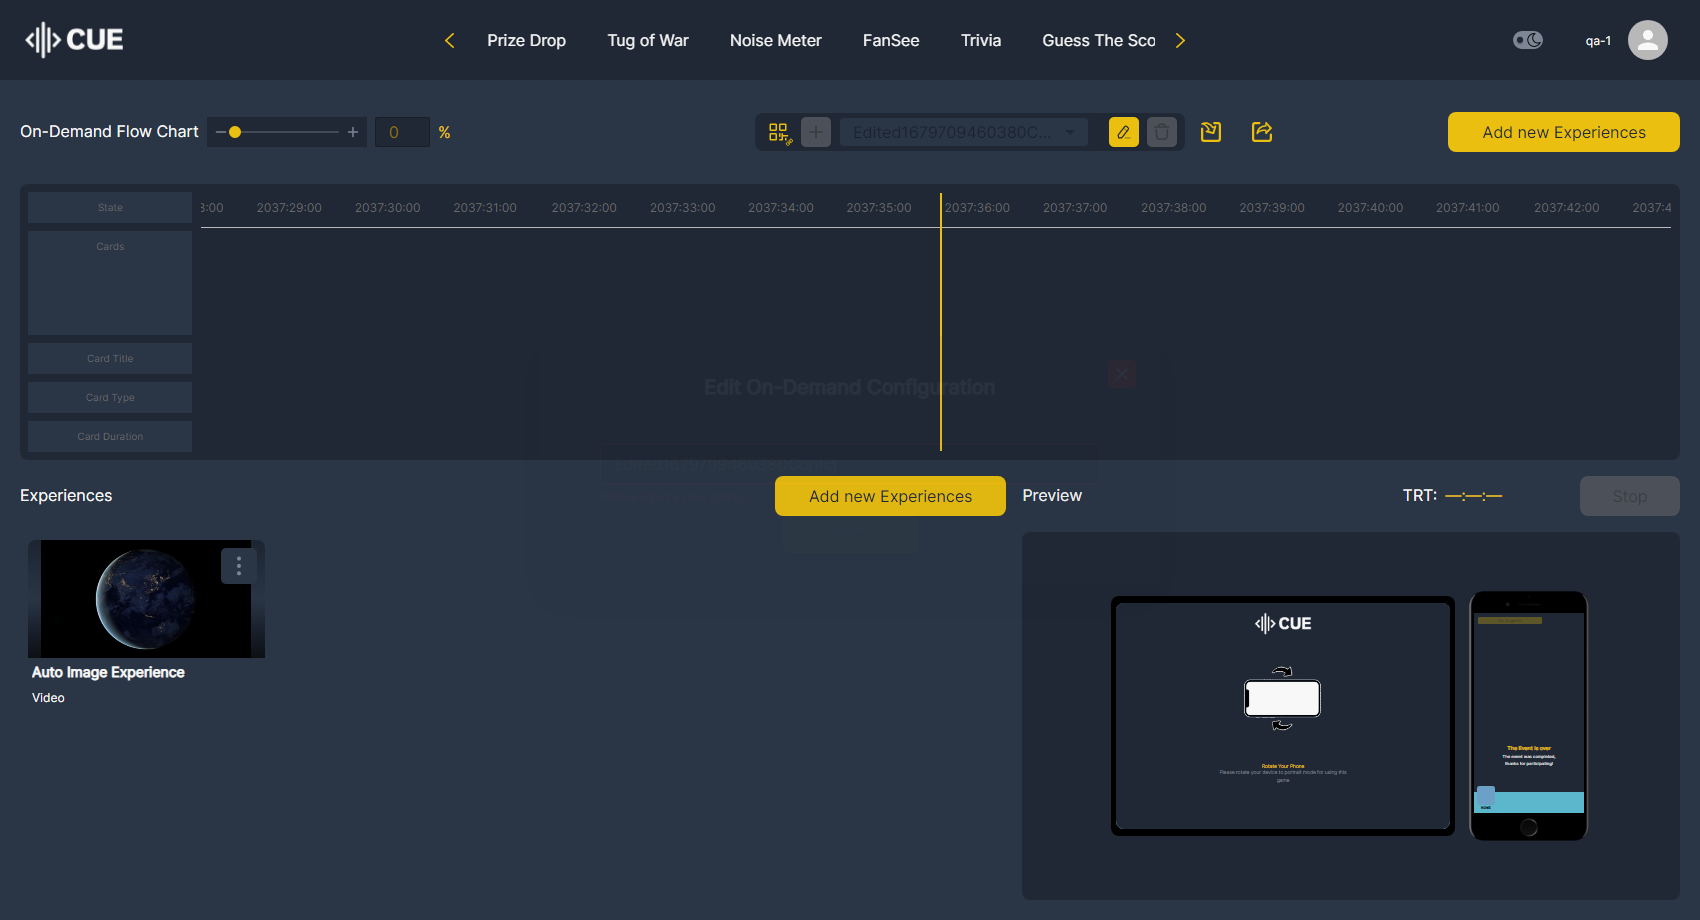 CUE
Prize Drop
Tug of War
Noise Meter
FanSee
Trivia
Guess The Sco
qa-1
On-Demand Flow Chart
0
%
Edited1679709460380C...
Add new Experiences
State
3:00
2037:29:00
2037:30:00
2037:31:00
2037:32:00
2037:33:00
2037:34:00
2037:35:00
2037:36:00
2037:37:00
2037:38:00
2037:39:00
2037:40:00
2037:41:00
2037:42:00
2037:4
Cards
Card Title
Card Type
Card Duration
Edit On-Demand Configuration
Experiences
Add new Experiences
Preview
TRT: —:—:—
Stop
Auto Image Experience
Video
CUE
Rotate Your Phone
Please rotate your device to portrait mode for using this
game
The Event is over
The event was completed,
thanks for participating!
HOME